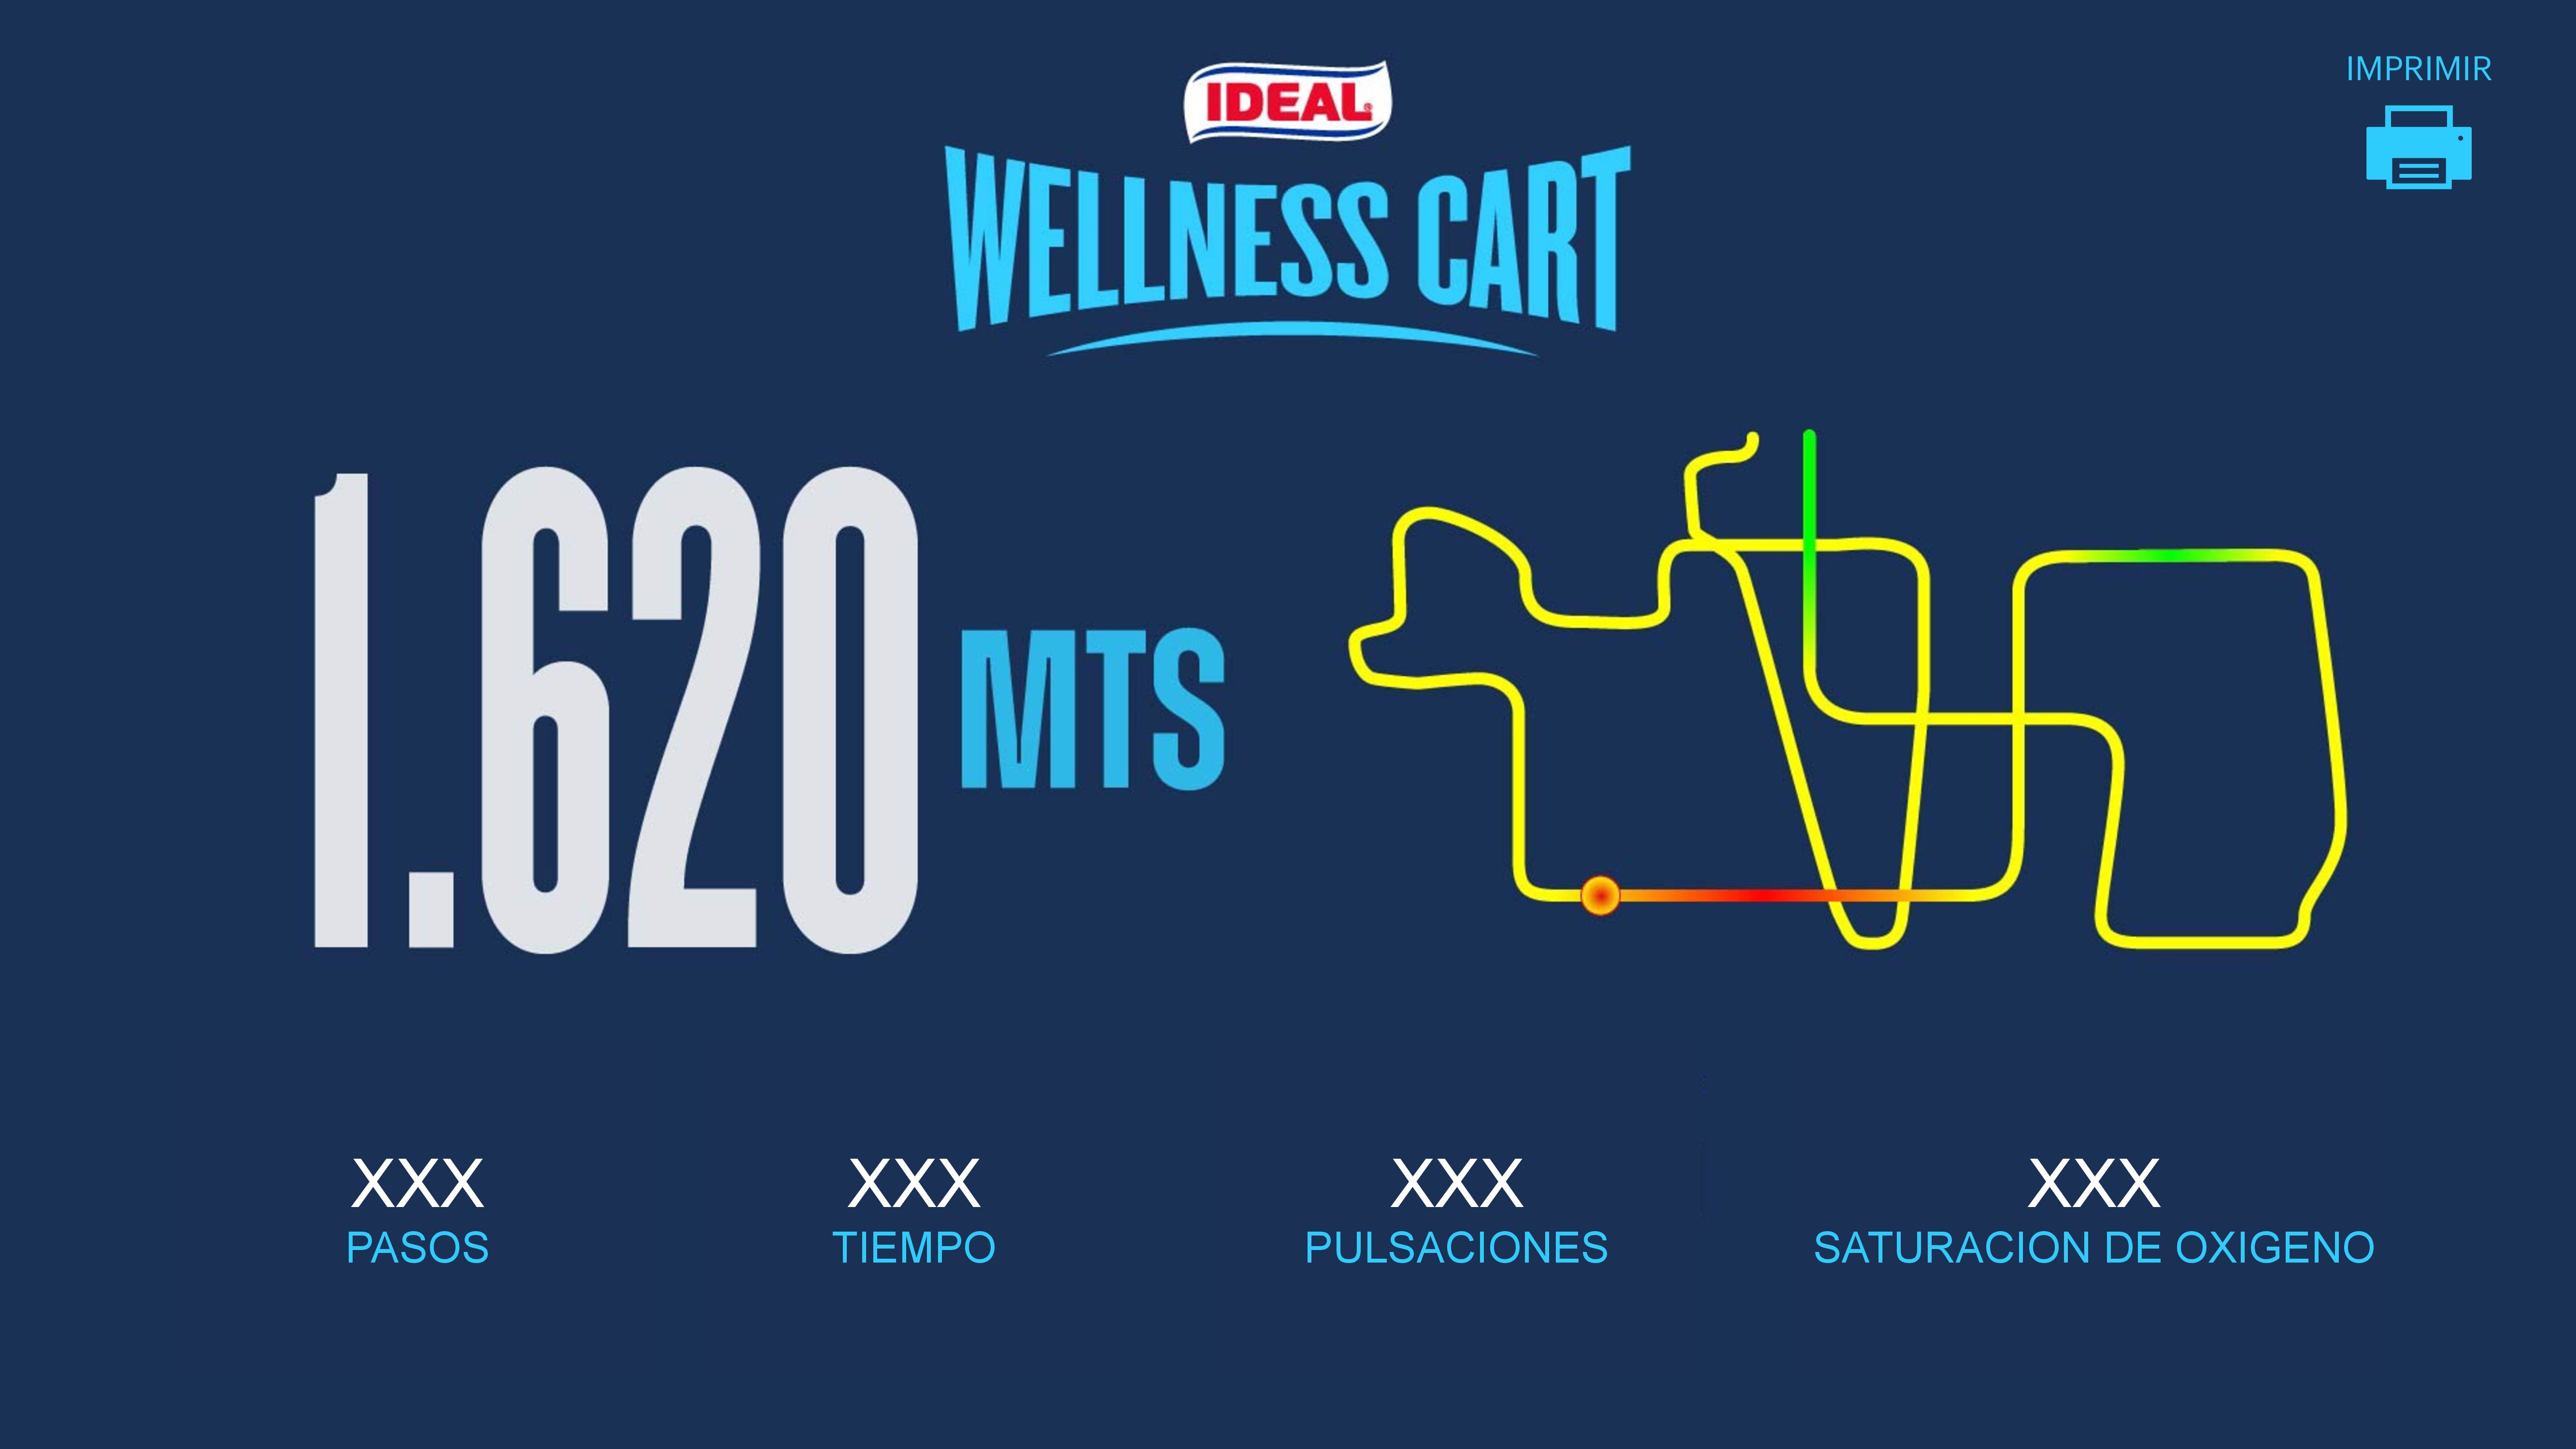 IMPRIMIR
IDEAL®
WELLNESS CART
1.620 MTS
XXX
PASOS
XXX
TIEMPO
XXX
PULSACIONES
XXX
SATURACION DE OXIGENO